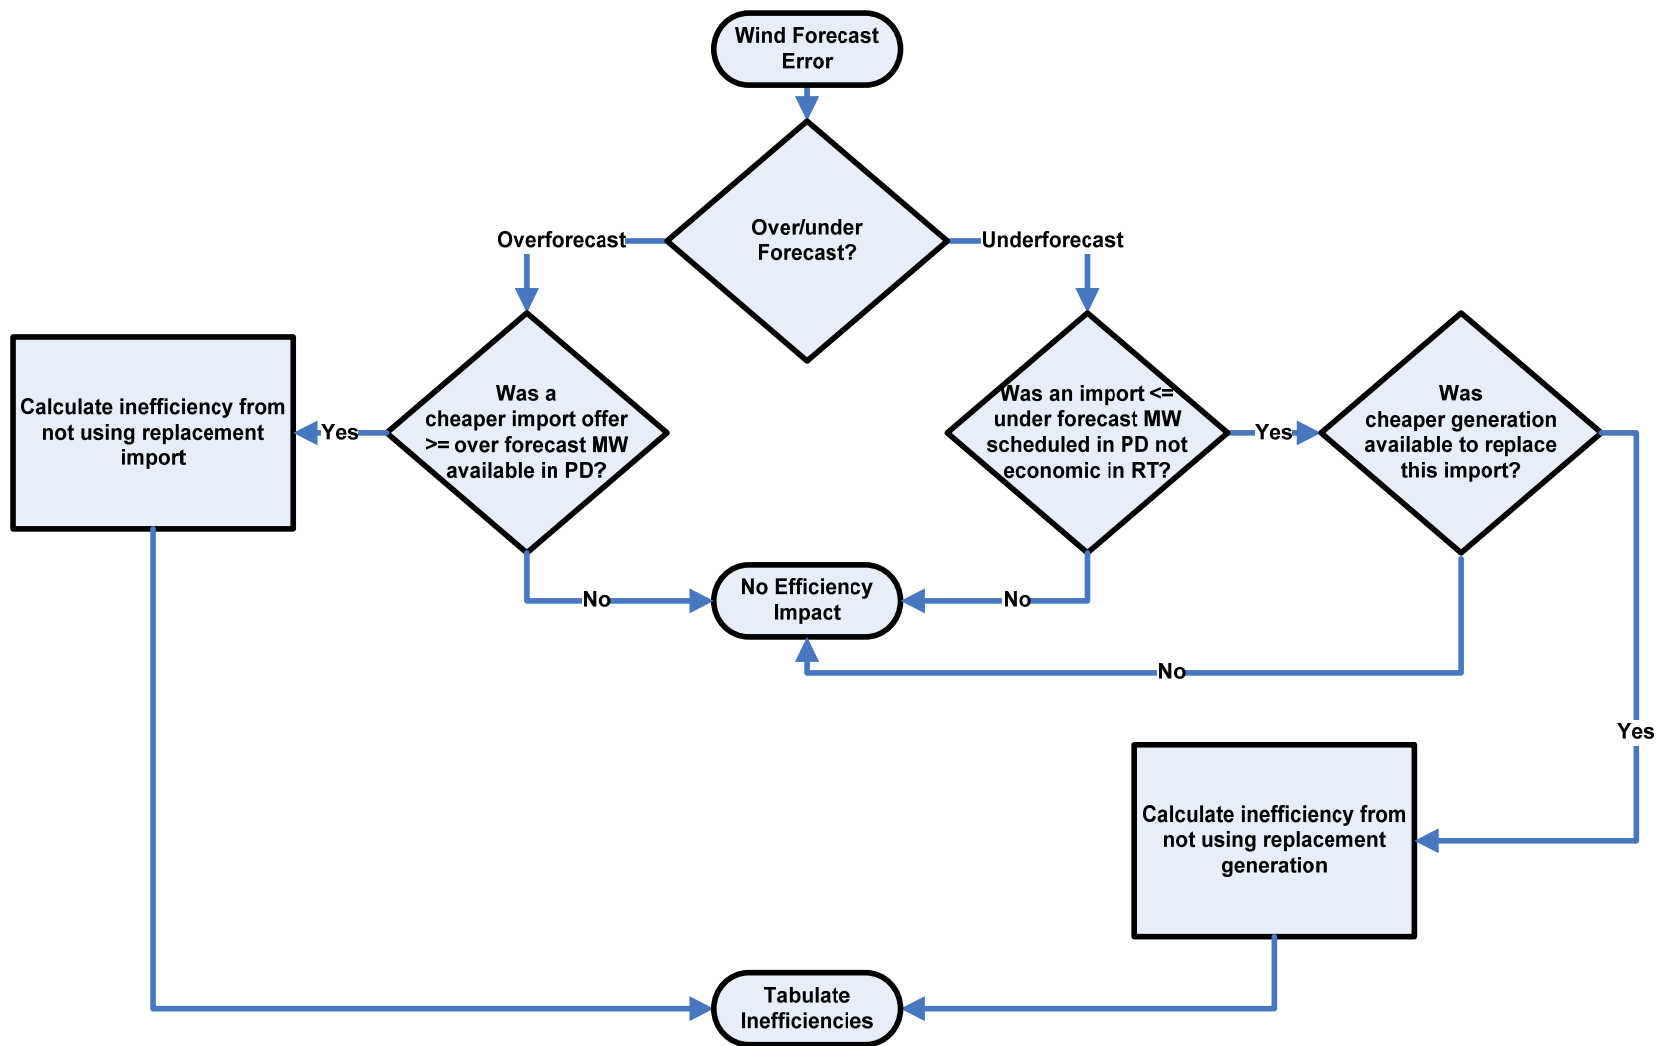 Wind Forecast
Error
Over/under
Forecast?
Overforecast
Underforecast
Calculate inefficiency from
not using replacement
import
Yes
Was a
cheaper import offer
>= over forecast MW
available in PD?
Was an import <=
under forecast MW
scheduled in PD not
economic in RT?
Yes
Was
cheaper generation
available to replace
this import?
No
No Efficiency
Impact
No
No
Yes
Calculate inefficiency from
not using replacement
generation
Tabulate
Inefficiencies